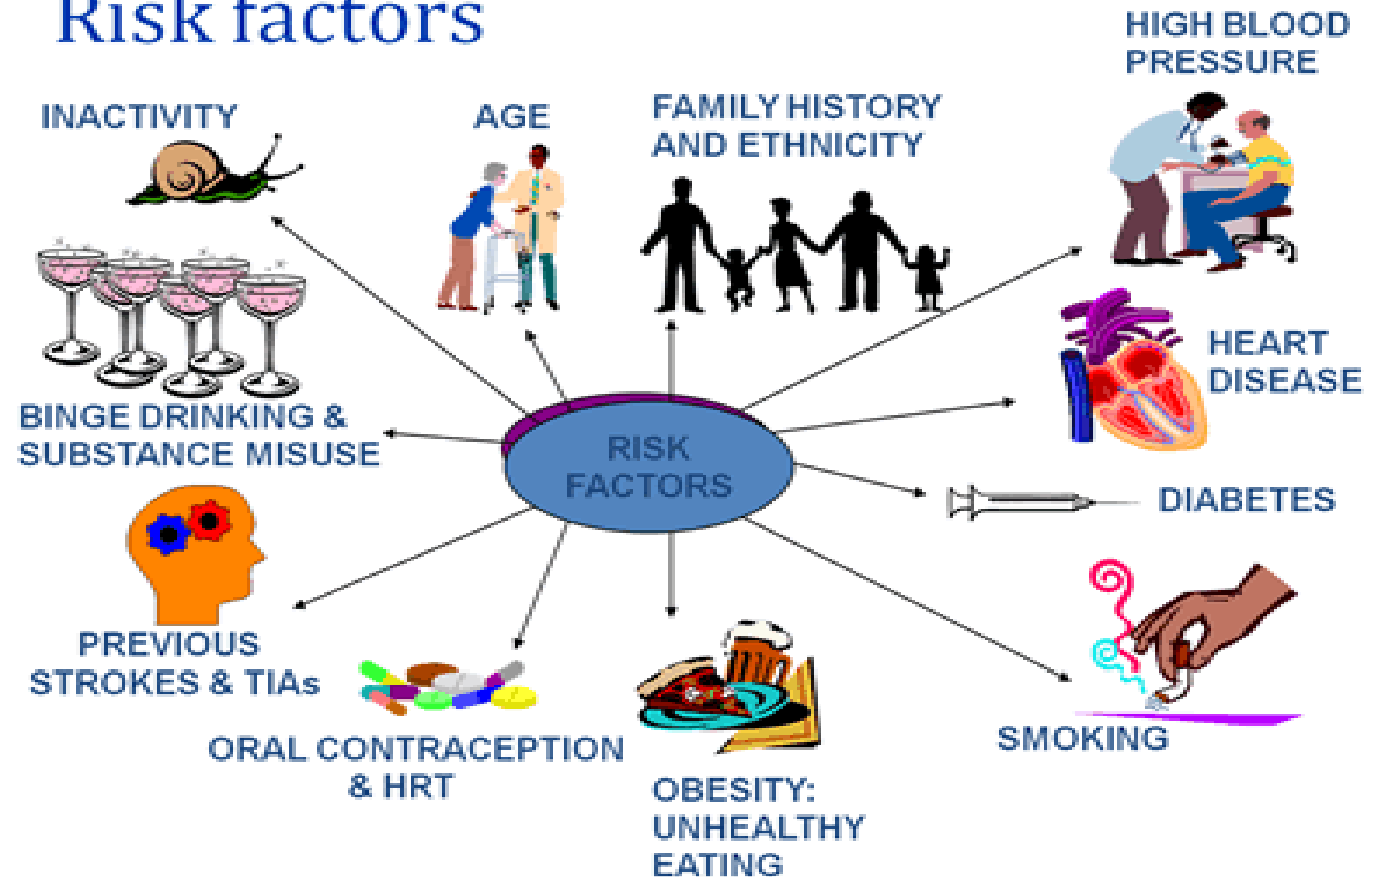 Risk factors
HIGH BLOOD
PRESSURE
INACTIVITY
AGE
FAMILY HISTORY
AND ETHNICITY
HEART
DISEASE
BINGE DRINKING &
SUBSTANCE MISUSE
RISK
FACTORS
DIABETES
PREVIOUS
STROKES & TIAs
ORAL CONTRACEPTION
& HRT
SMOKING
OBESITY:
UNHEALTHY
EATING